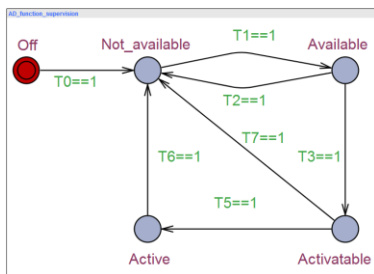 AD_function_supervision
Off
Not_available
T1==1
Available
T0==1
T2==1
T6==1
T7==1
T3==1
T5==1
Active
Activatable